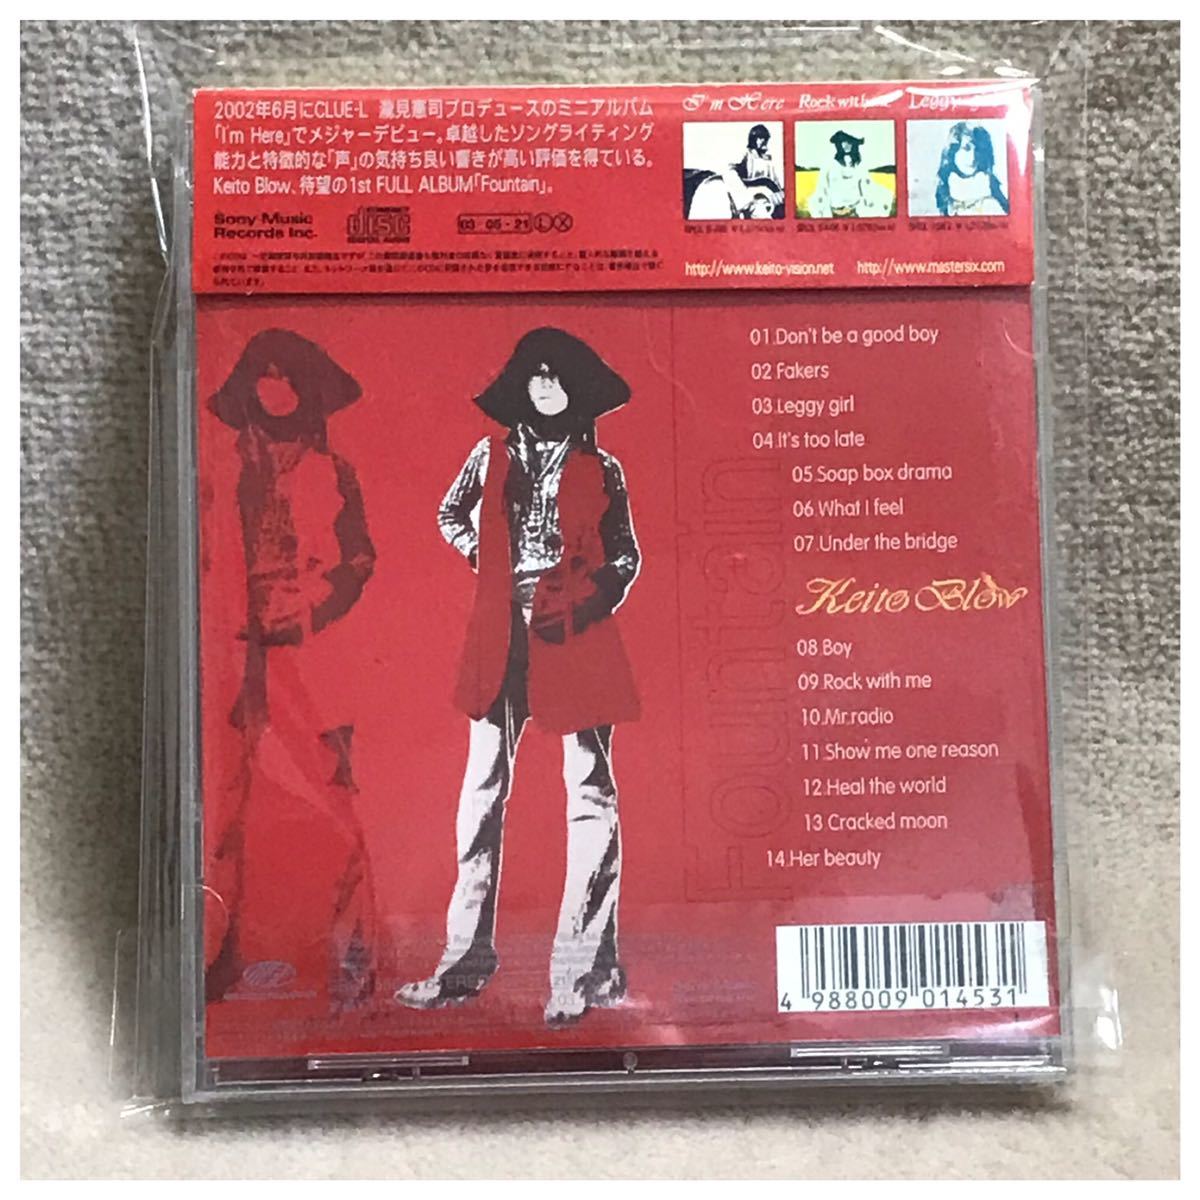 2002年6月にCLUE-L 瀧見憲司プロデュースのミニアルバム
「I'm Here」でメジャーデビュー。卓越したソングライティング
能力と特徴的な「声」の気持ち良い響きが高い評価を得ている。
Keito Blow、待望の1st FULL ALBUM「Fountain」。
I'm Here
Rock with me
Leggy
Sony Music
Records Inc.
COMPACT
disc
DIGITAL AUDIO
03・05・21 L X
http://www.keito-vision.net
http://www.mastersix.com
01.Don't be a good boy
02 Fakers
03.Leggy girl
04.It's too late
05.Soap box drama
06 What I feel
07.Under the bridge
Keito Blow
08.Boy
09.Rock with me
10.Mr.radio
11.Show me one reason
12.Heal the world
13 Cracked moon
14.Her beauty
Fountain
STEREO
4 988009 014531